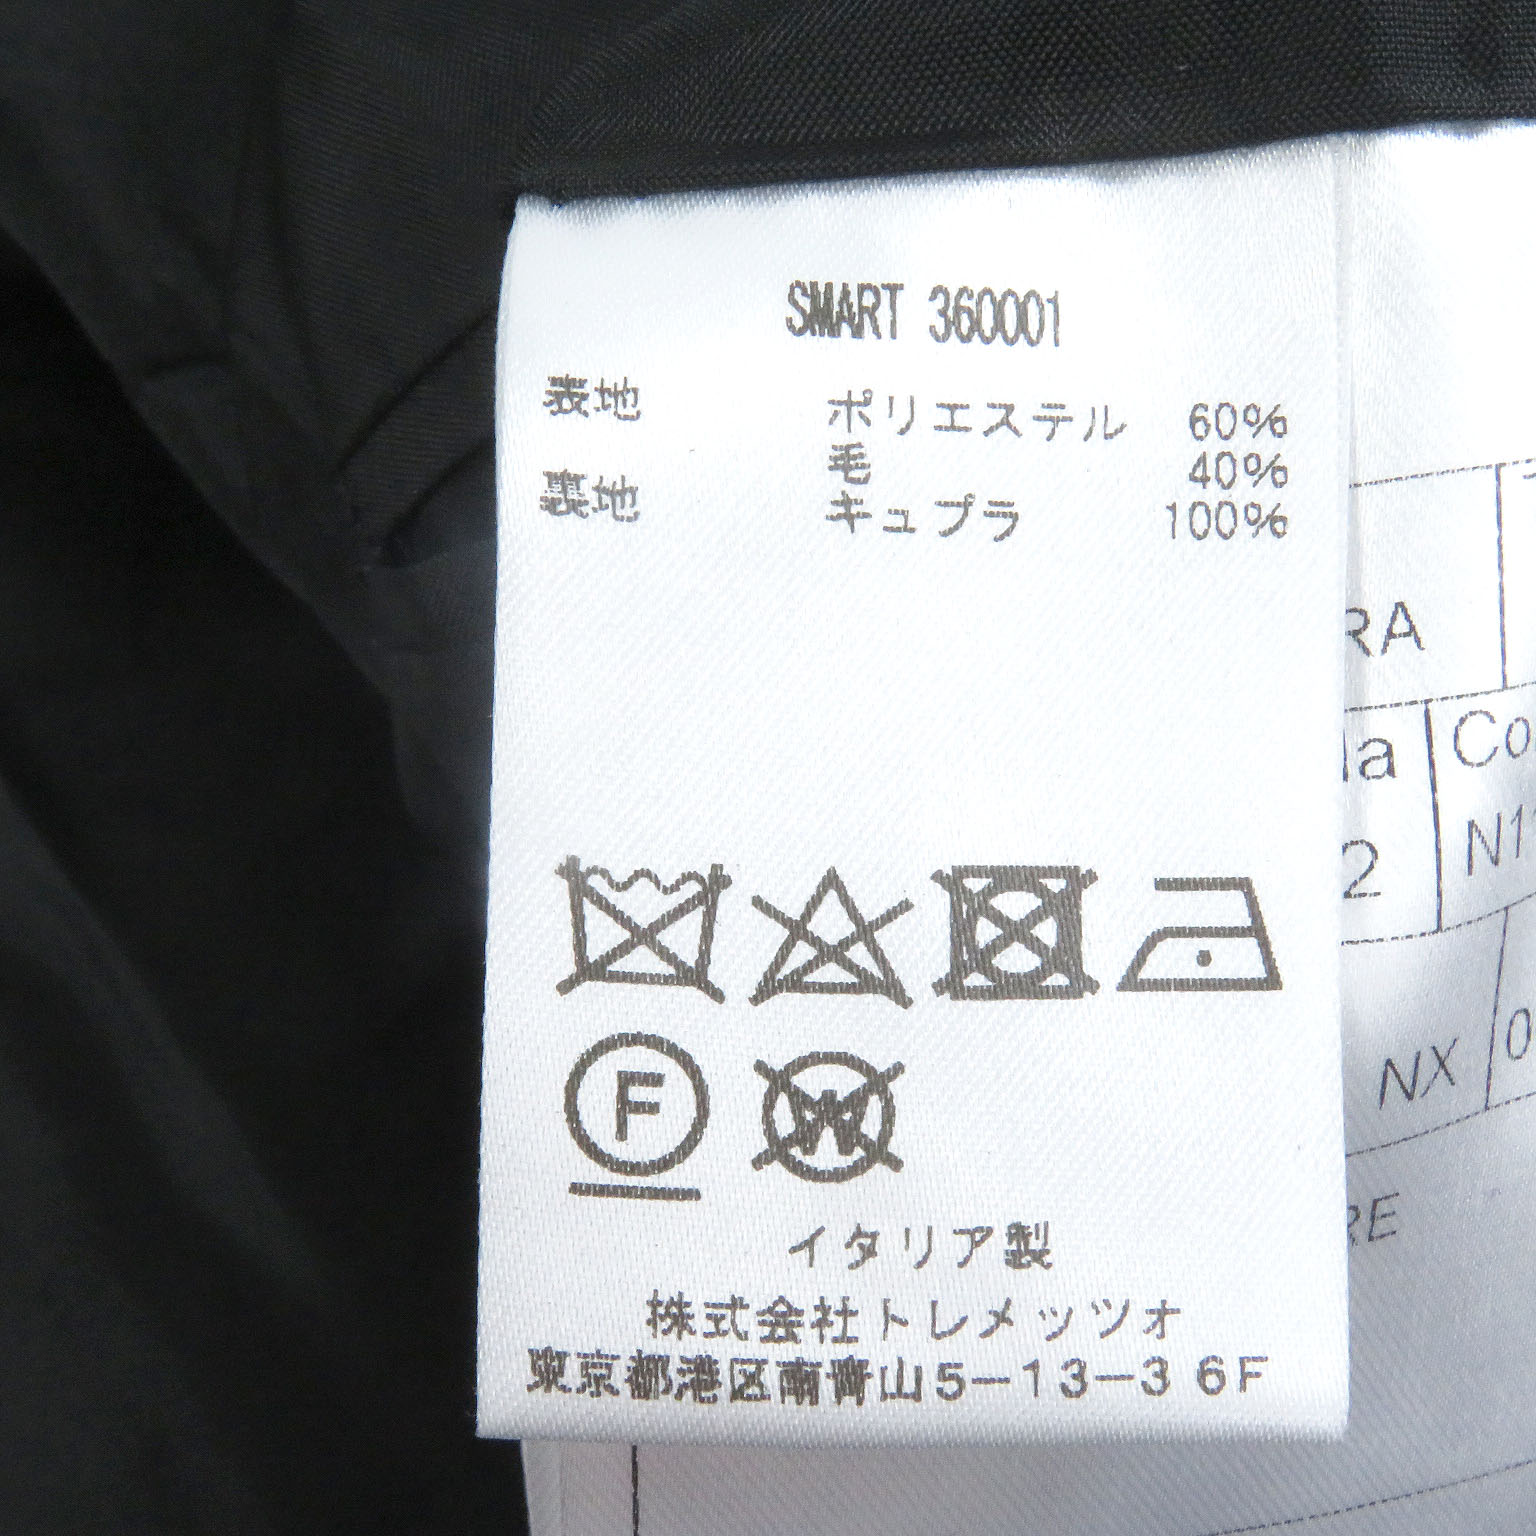 SMART 360001
表地 ポリエステル 60%
毛 40%
裏地 キュプラ 100%
F
W
イタリア製
株式会社トレメッツォ
東京都港区南青山5-13-3 6F
RA
la Co
2 N1
NX 0
RE